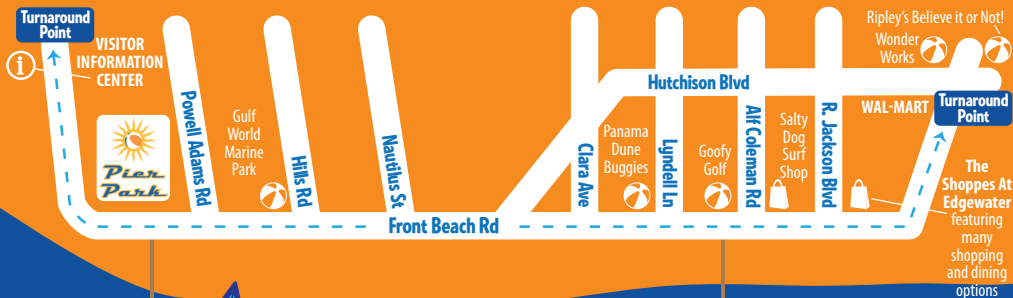 Turnaround
Point
VISITOR
INFORMATION
CENTER
i
Pier
Park
Powell Adams Rd
Gulf
World
Marine
Park
Hills Rd
Nautilus St
Front Beach Rd
Hutchison Blvd
Clara Ave
Panama
Dune
Buggies
Lyndell Ln
Goofy
Golf
Alf Coleman Rd
Salty
Dog
Surf
Shop
R. Jackson Blvd
Ripley's Believe it or Not!
Wonder
Works
WAL-MART
Turnaround
Point
The
Shoppes At
Edgewater
featuring
many
shopping
and dining
options